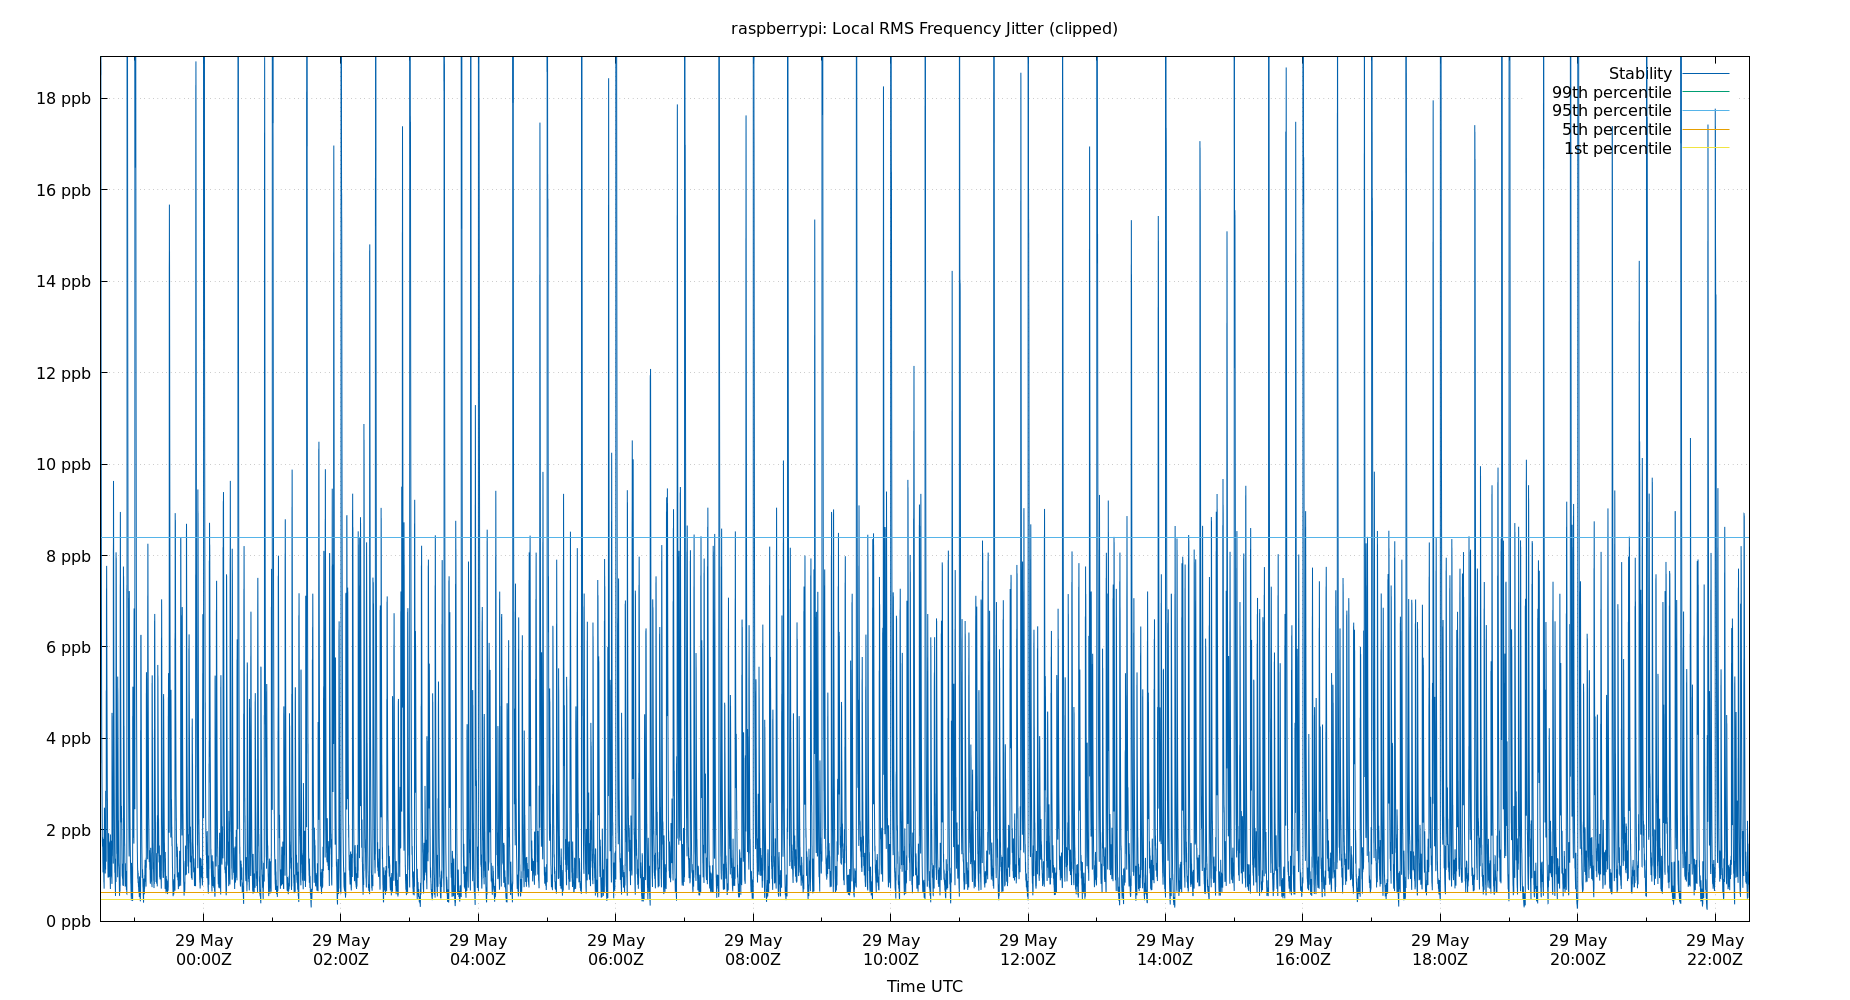 raspberrypi: Local RMS Frequency Jitter (clipped)
Stability
99th percentile
95th percentile
5th percentile
1st percentile
18 ppb
16 ppb
14 ppb
12 ppb
10 ppb
8 ppb
6 ppb
4 ppb
2 ppb
0 ppb
29 May 29 May 29 May 29 May 29 May 29 May 29 May 29 May 29 May 29 May 29 May 29 May
00:00Z 02:00Z 04:00Z 06:00Z 08:00Z 10:00Z 12:00Z 14:00Z 16:00Z 18:00Z 20:00Z 22:00Z
Time UTC